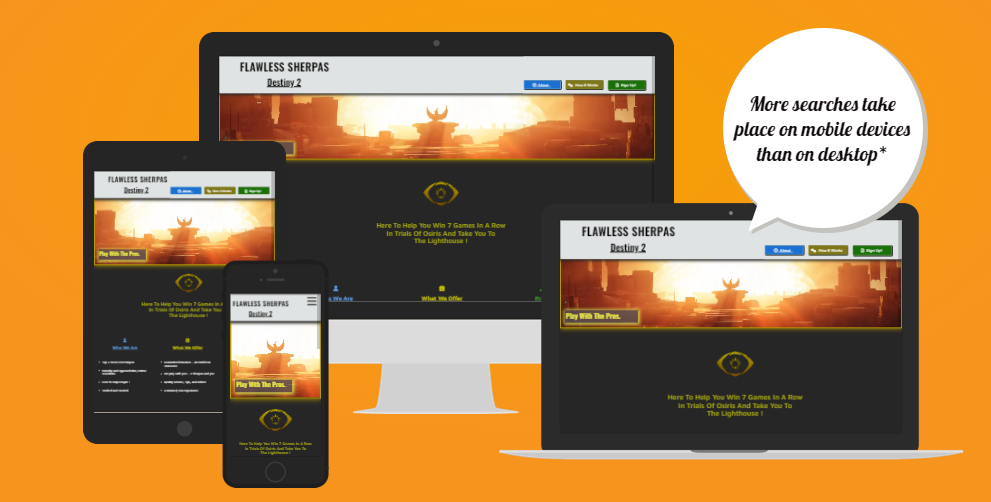 FLAWLESS SHERPAS
Destiny 2
About..
How It Works
Sign Up!
Here To Help You Win 7 Games In A Row
In Trials Of Osiris And Take You To
The Lighthouse !
We Are
What We Offer
More searches take
place on mobile devices
than on desktop*
FLAWLESS SHERPAS
Destiny 2
About..
How It Works
Sign Up!
Play With The Pros.
Here To Help You Win 7 Games In
In Trials Of Osiris And Take You
The Lighthouse !
Who We Are
What We Offer
FLAWLESS SHERPAS
Destiny 2
Play With The Pros.
Here To Help You Win 7 Games In A Row
In Trials Of Osiris And Take You To
The Lighthouse !
FLAWLESS SHERPAS
Destiny 2
About..
How It Works
Sign Up!
Play With The Pros.
Here To Help You Win 7 Games In A Row
In Trials Of Osiris And Take You To
The Lighthouse !